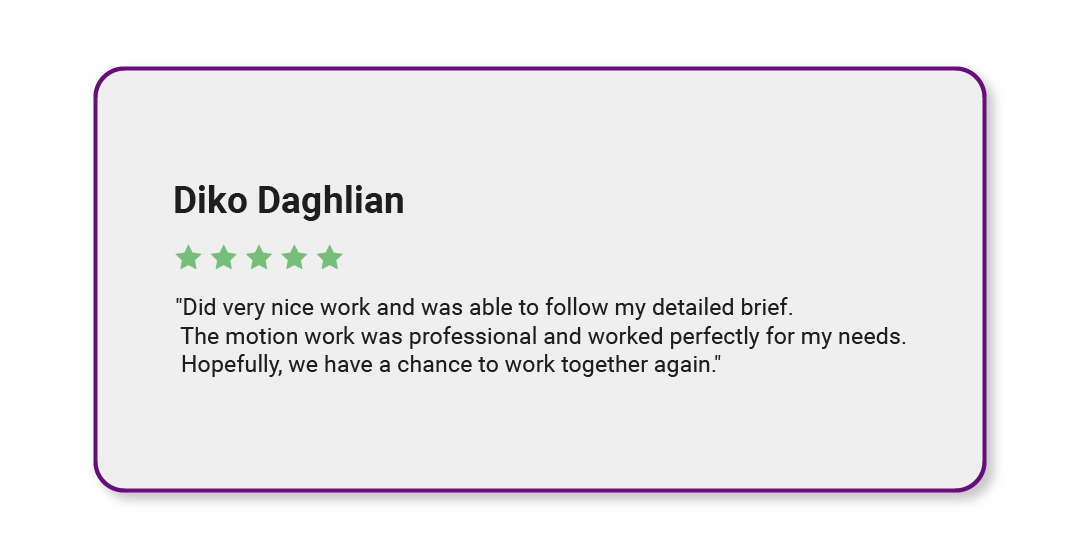 Diko Daghlian
"Did very nice work and was able to follow my detailed brief.
The motion work was professional and worked perfectly for my needs.
Hopefully, we have a chance to work together again."